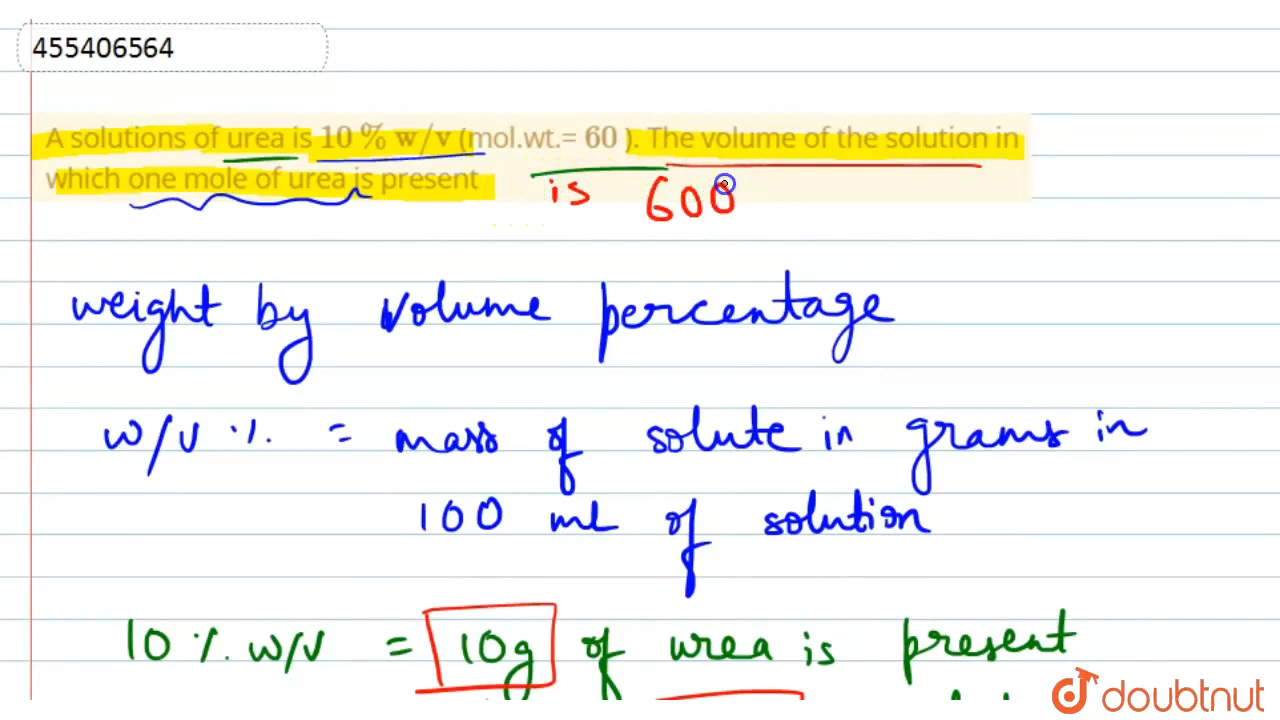 455406564
A solutions of urea is 10 % w/v (mol.wt.= 60 ). The volume of the solution in
which one mole of urea is present
is 600
weight by volume percentage
w/v % = mass of solute in grams in
100 ml of solution
10 % w/v = 10g of urea is present
doubtnut